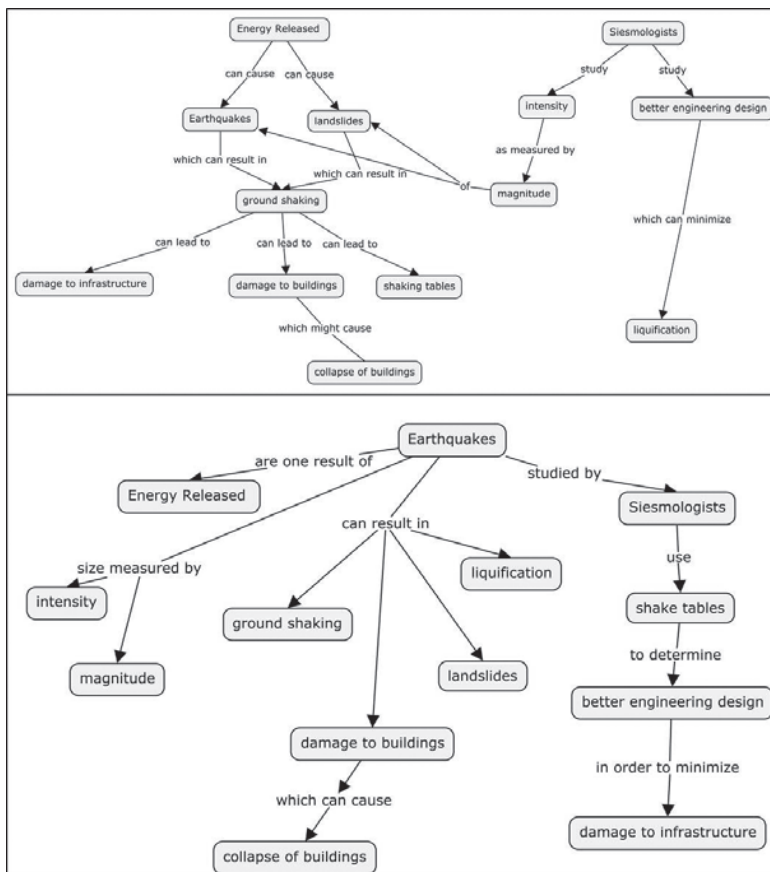 Energy Released
Siesmologists
can cause
can cause
study
study
Earthquakes
landslides
intensity
better engineering design
which can result in
which can result in
as measured by
of
magnitude
ground shaking
which can minimize
can lead to
can lead to
can lead to
damage to infrastructure
damage to buildings
shaking tables
which might cause
liquification
collapse of buildings
Earthquakes
are one result of
studied by
Energy Released
Siesmologists
can result in
use
size measured by
liquification
intensity
shake tables
ground shaking
to determine
magnitude
landslides
better engineering design
damage to buildings
in order to minimize
which can cause
damage to infrastructure
collapse of buildings